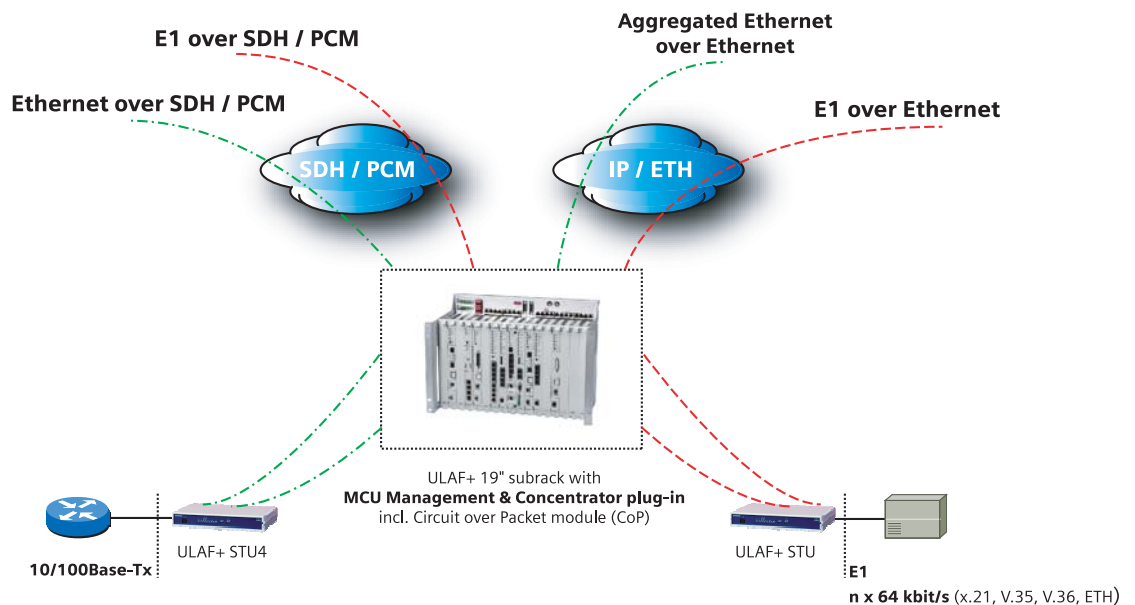 Aggregated Ethernet
over Ethernet
E1 over SDH / PCM
Ethernet over SDH / PCM
E1 over Ethernet
SDH / PCM
IP / ETH
ULAF+ 19" subrack with
MCU Management & Concentrator plug-in
incl. Circuit over Packet module (CoP)
ULAF+ STU4
ULAF+ STU
10/100Base-Tx
E1
n x 64 kbit/s (x.21, V.35, V.36, ETH)